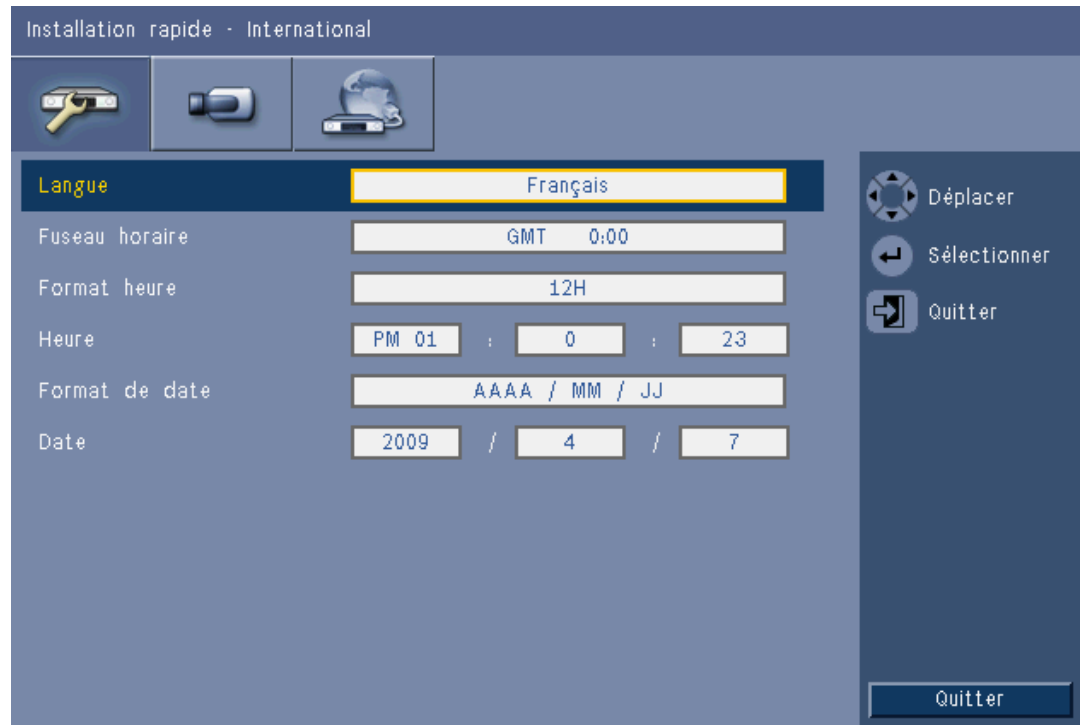 Installation rapide - International
Langue Français
Fuseau horaire GMT 0:00
Format heure 12H
Heure PM 01 : 0 : 23
Format de date AAAA / MM / JJ
Date 2009 / 4 / 7
Déplacer
Sélectionner
Quitter
Quitter